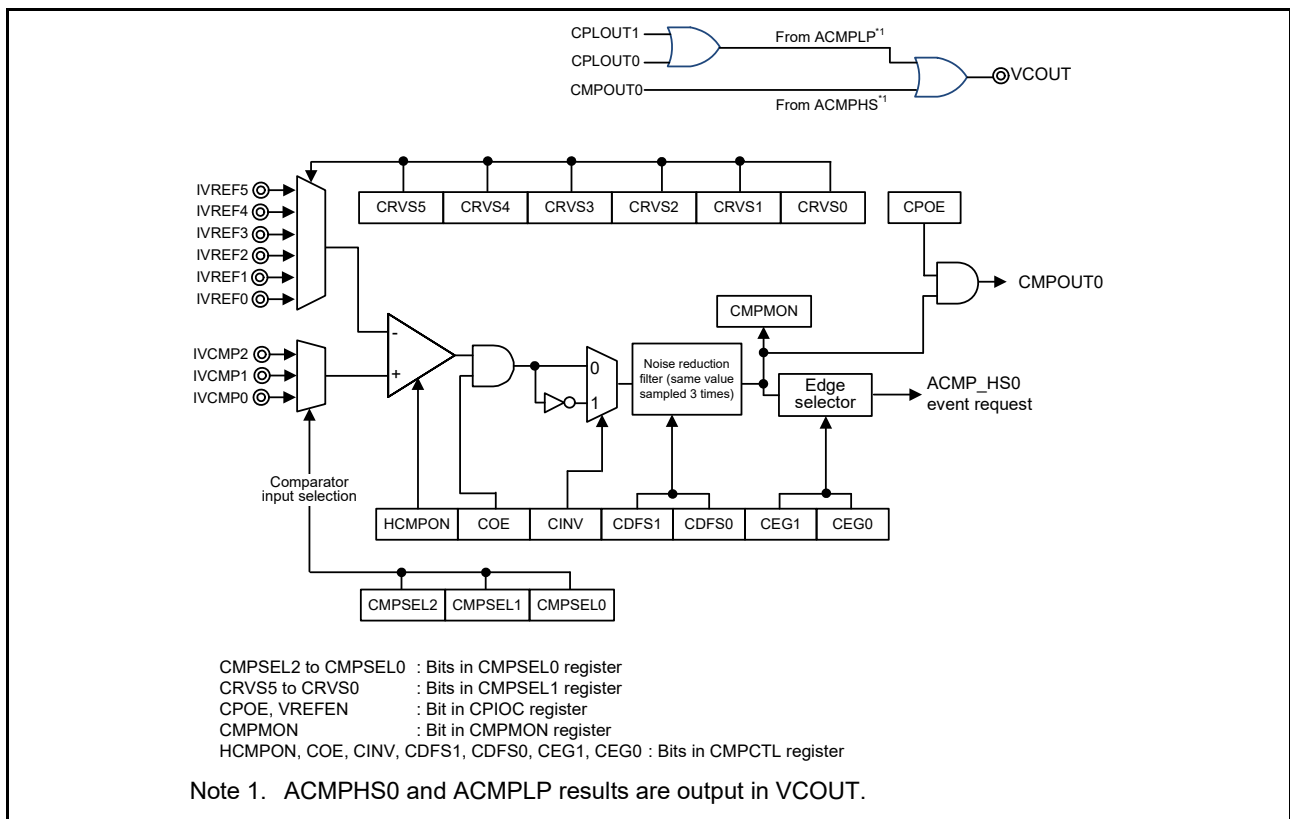 CPLOUT1
From ACMPLP*1
CPLOUT0
VCOUT
CMPOUT0
From ACMPHS*1
IVREF5
IVREF4
IVREF3
IVREF2
IVREF1
IVREF0
CRVS5 CRVS4 CRVS3 CRVS2 CRVS1 CRVS0
CPOE
CMPOUT0
CMPMON
IVCMP2
IVCMP1
IVCMP0
-
+
0
1
Noise reduction
filter (same value
sampled 3 times)
Edge
selector
ACMP_HS0
event request
Comparator
input selection
HCMPON COE CINV CDFS1 CDFS0 CEG1 CEG0
CMPSEL2 CMPSEL1 CMPSEL0
CMPSEL2 to CMPSEL0 : Bits in CMPSEL0 register
CRVS5 to CRVS0 : Bits in CMPSEL1 register
CPOE, VREFEN : Bit in CPIOC register
CMPMON : Bit in CMPMON register
HCMPON, COE, CINV, CDFS1, CDFS0, CEG1, CEG0 : Bits in CMPCTL register
Note 1. ACMPHS0 and ACMPLP results are output in VCOUT.